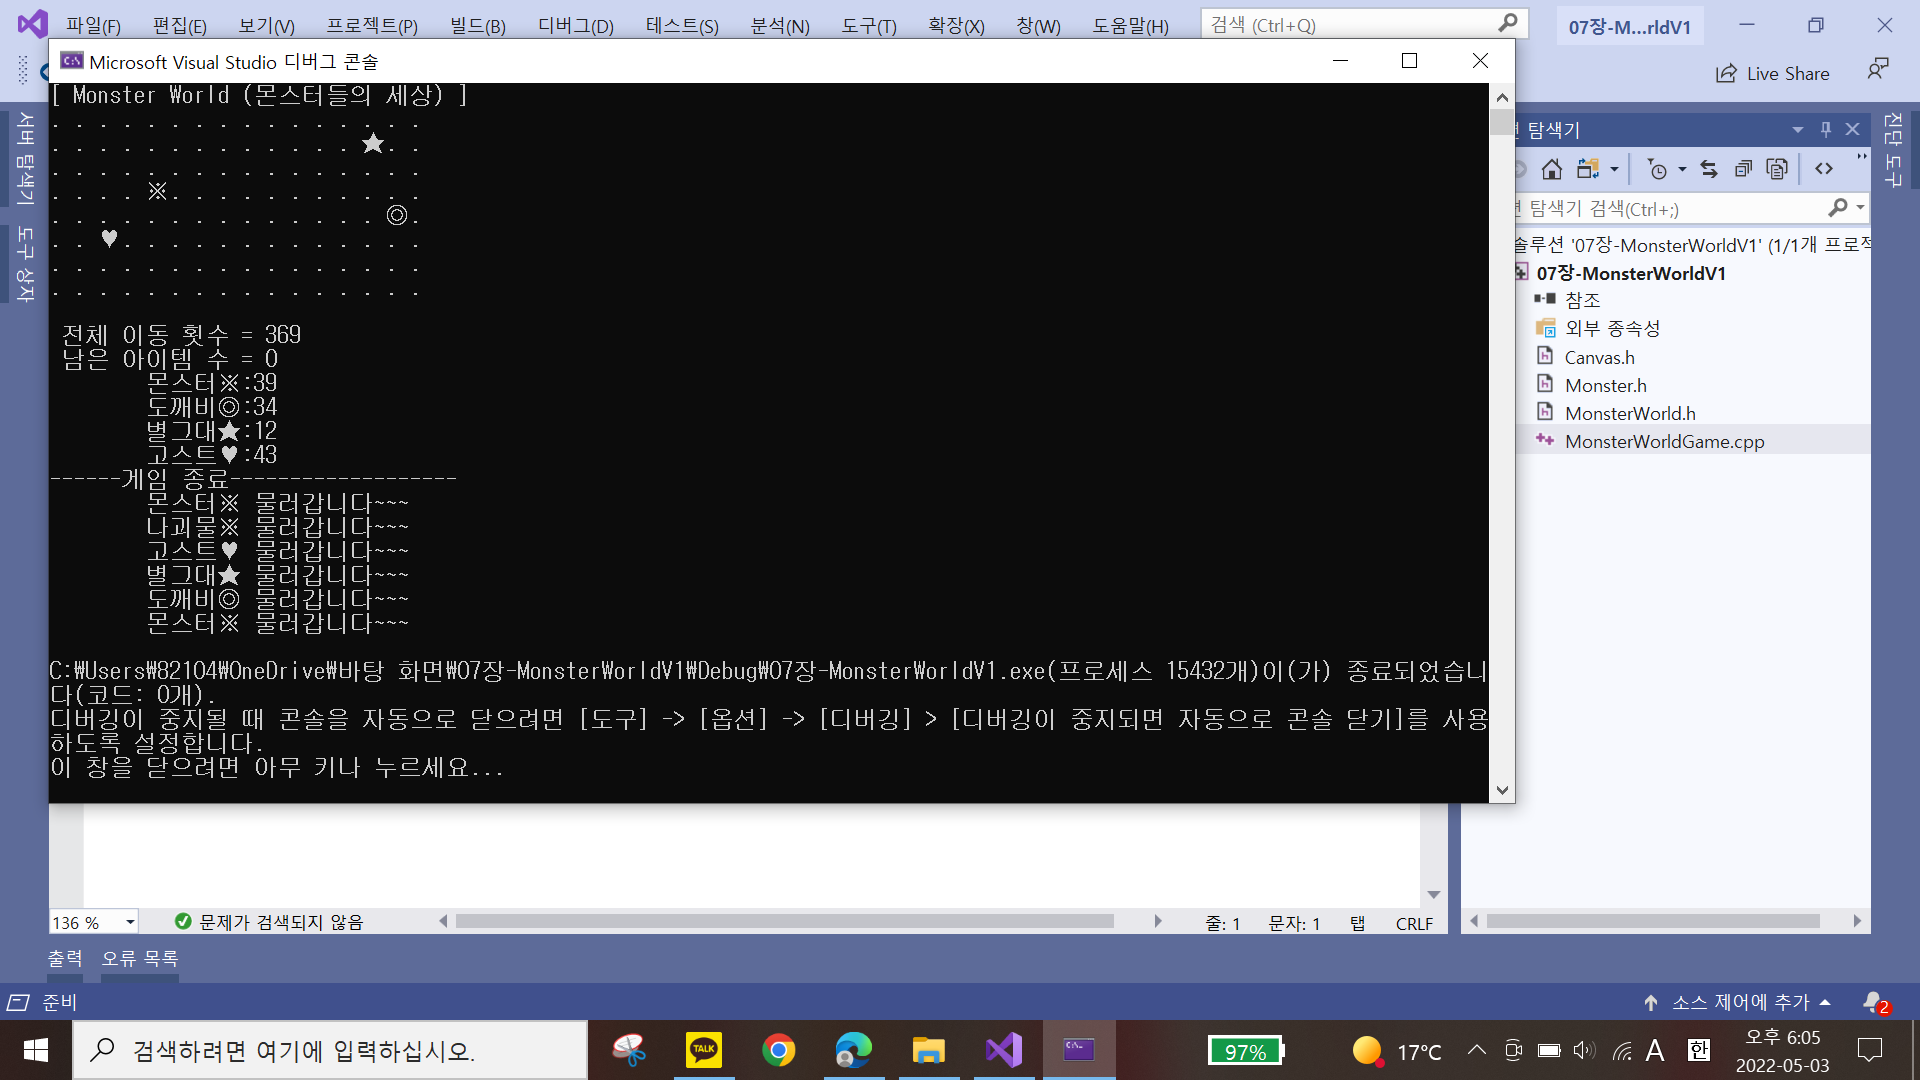 파일(F) 편집(E) 보기(V) 프로젝트(P) 빌드(B) 디버그(D) 테스트(S) 분석(N) 도구(T) 확장(X) 창(W) 도움말(H) 검색 (Ctrl+Q) 07장-M...rldV1
Microsoft Visual Studio 디버그 콘솔
Live Share
[ Monster World (몬스터들의 세상) ]
. . . . . . . . . . . . . . . .
. . . . . . . . . . . . . ★ . .
. . . . . . . . . . . . . . . .
. . . . ※ . . . . . . . . . . .
. . . . . . . . . . . . . . ◎ .
. . ♥ . . . . . . . . . . . . .
. . . . . . . . . . . . . . . .
. . . . . . . . . . . . . . . .
전체 이동 횟수 = 369
남은 아이템 수 = 0
몬스터※:39
도깨비◎:34
별그대★:12
고스트♥:43
------게임 종료-------------------
몬스터※ 물러갑니다~~~
나괴물※ 물러갑니다~~~
고스트♥ 물러갑니다~~~
별그대★ 물러갑니다~~~
도깨비◎ 물러갑니다~~~
몬스터※ 물러갑니다~~~
C:\Users\82104\OneDrive\바탕 화면\07장-MonsterWorldV1\Debug\07장-MonsterWorldV1.exe(프로세스 15432개)이(가) 종료되었습니
다(코드: 0개).
디버깅이 중지될 때 콘솔을 자동으로 닫으려면 [도구] -> [옵션] -> [디버깅] > [디버깅이 중지되면 자동으로 콘솔 닫기]를 사용
하도록 설정합니다.
이 창을 닫으려면 아무 키나 누르세요...
서버 탐색기
도구 상자
탐색기
탐색기 검색(Ctrl+;)
솔루션 '07장-MonsterWorldV1' (1/1개 프로젝
07장-MonsterWorldV1
참조
외부 종속성
Canvas.h
Monster.h
MonsterWorld.h
MonsterWorldGame.cpp
진단 도구
136 % 문제가 검색되지 않음 줄: 1 문자: 1 탭 CRLF
출력 오류 목록
준비 소스 제어에 추가 2
검색하려면 여기에 입력하십시오. TALK 97% 17°C A 한
오후 6:05
2022-05-03